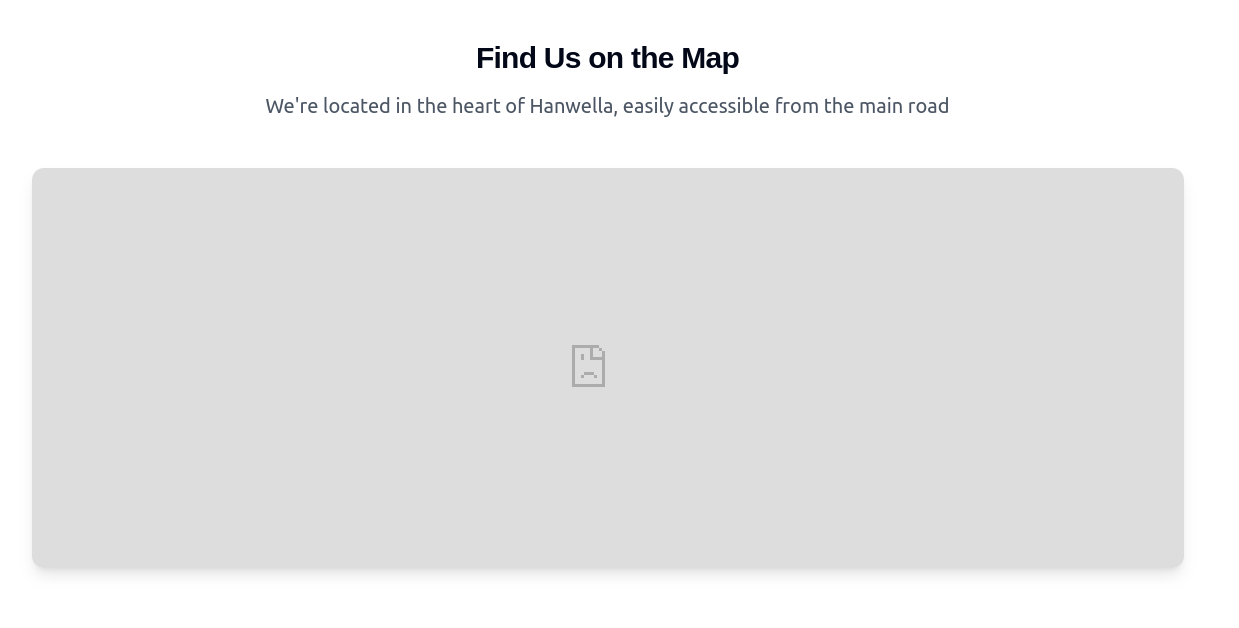 Find Us on the Map
We're located in the heart of Hanwella, easily accessible from the main road